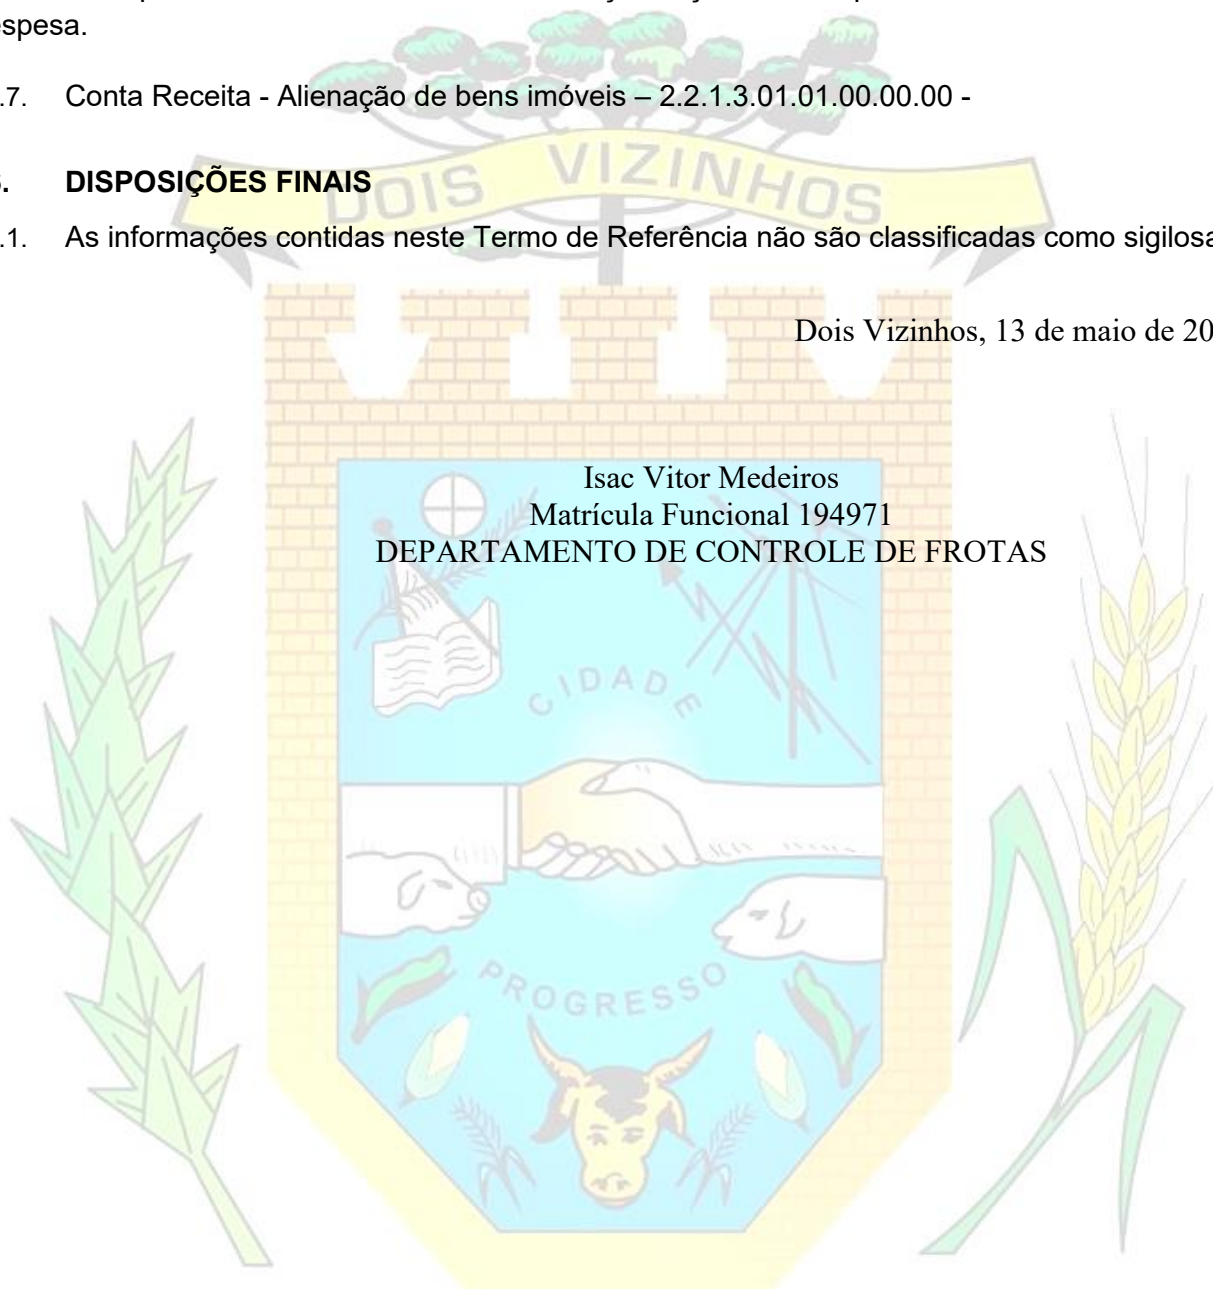 espesa.
.7. Conta Receita - Alienação de bens imóveis – 2.2.1.3.01.01.00.00.00 -
DOIS VIZINHOS
. DISPOSIÇÕES FINAIS
.1. As informações contidas neste Termo de Referência não são classificadas como sigilosa
Dois Vizinhos, 13 de maio de 20
Isac Vitor Medeiros
Matrícula Funcional 194971
DEPARTAMENTO DE CONTROLE DE FROTAS
CIDADE
PROGRESSO